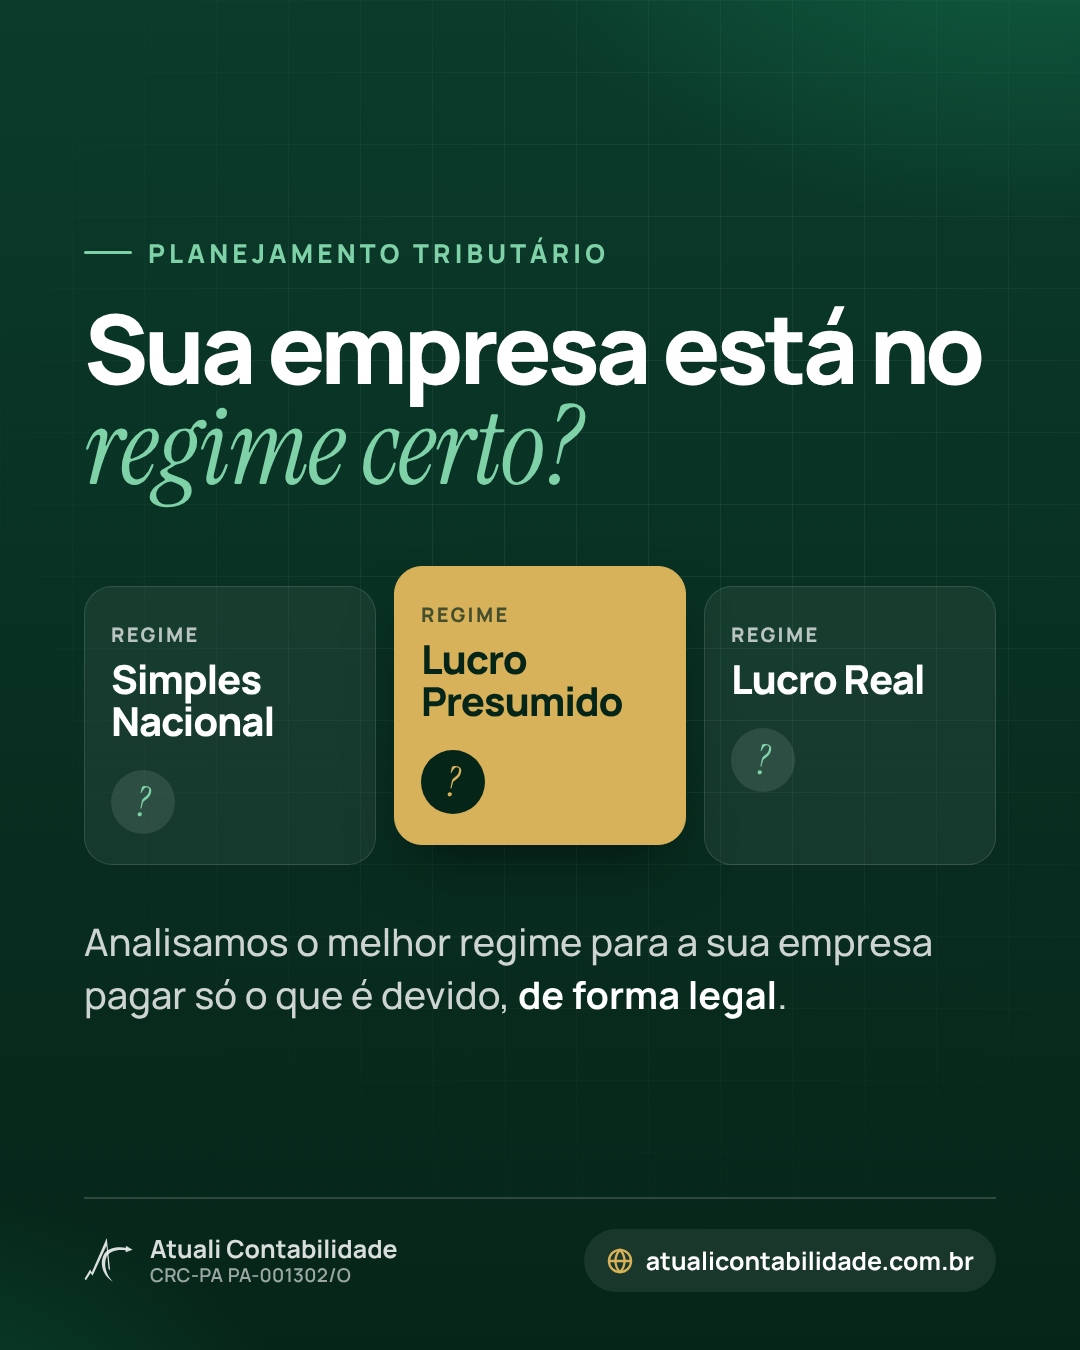 PLANEJAMENTO TRIBUTÁRIO
Sua empresa está no
regime certo?
REGIME
Simples
Nacional
?
REGIME
Lucro
Presumido
?
REGIME
Lucro Real
?
Analisamos o melhor regime para a sua empresa
pagar só o que é devido, de forma legal.
Atuali Contabilidade
CRC-PA PA-001302/O
atualicontabilidade.com.br